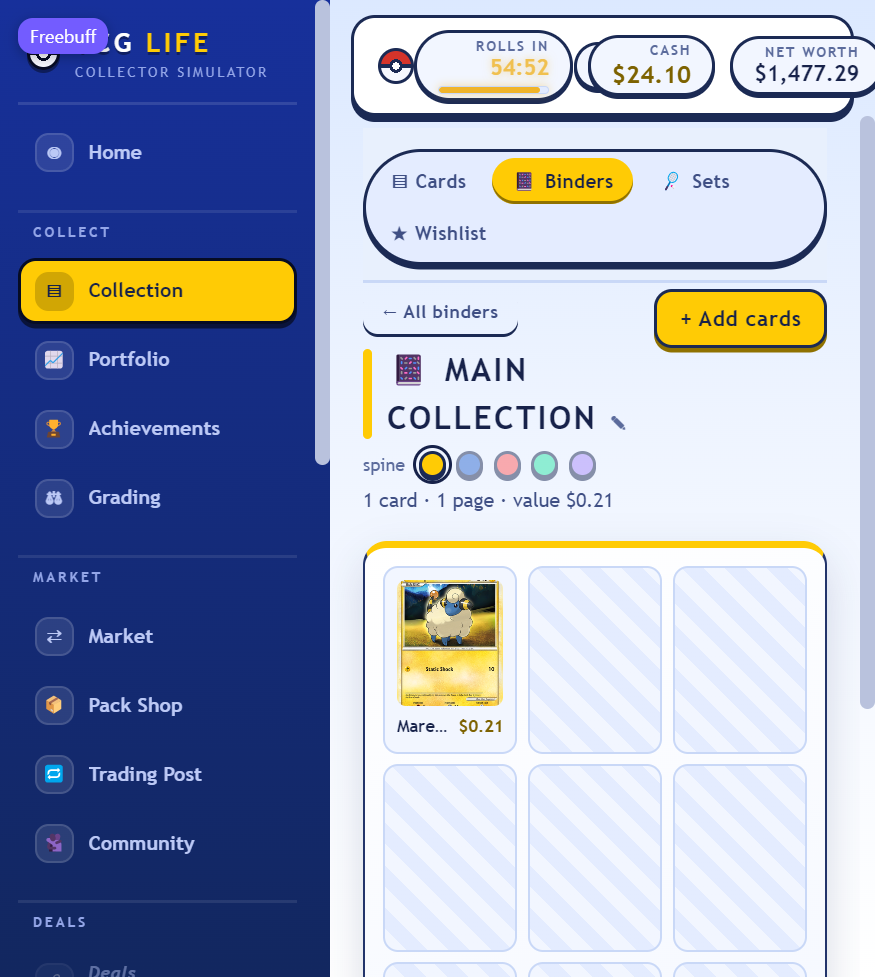 Freebuff
CG LIFE
COLLECTOR SIMULATOR
Home
COLLECT
Collection
Portfolio
Achievements
Grading
MARKET
Market
Pack Shop
Trading Post
Community
DEALS
Deals
ROLLS IN
54:52
CASH
$24.10
NET WORTH
$1,477.29
Cards
Binders
Sets
★ Wishlist
← All binders
+ Add cards
MAIN
COLLECTION
spine
1 card · 1 page · value $0.21
Static Shock 10
Mare... $0.21